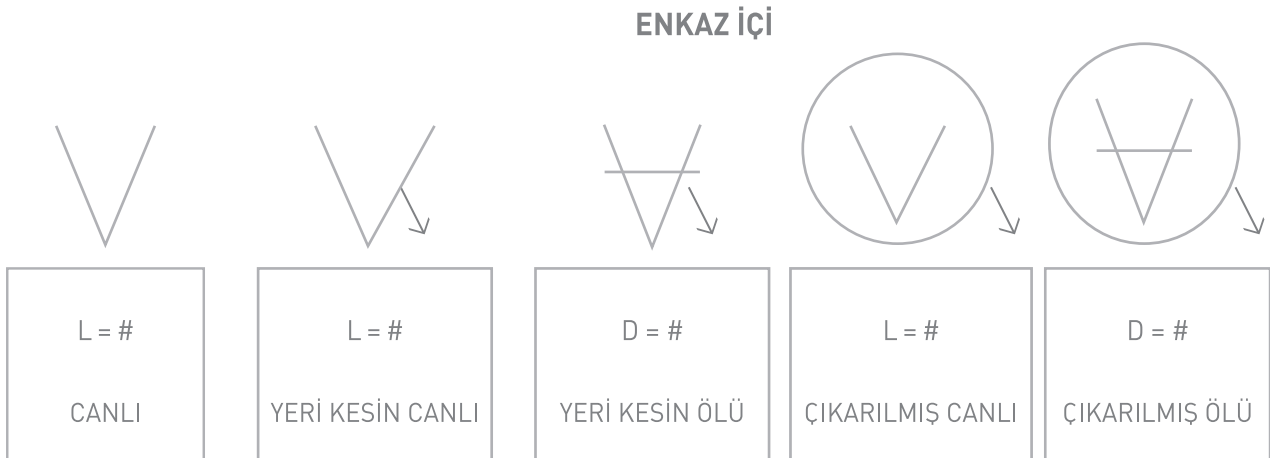 ENKAZ İÇİ
L = #
CANLI
L = #
YERİ KESİN CANLI
D = #
YERİ KESİN ÖLÜ
L = #
ÇIKARILMIŞ CANLI
D = #
ÇIKARILMIŞ ÖLÜ